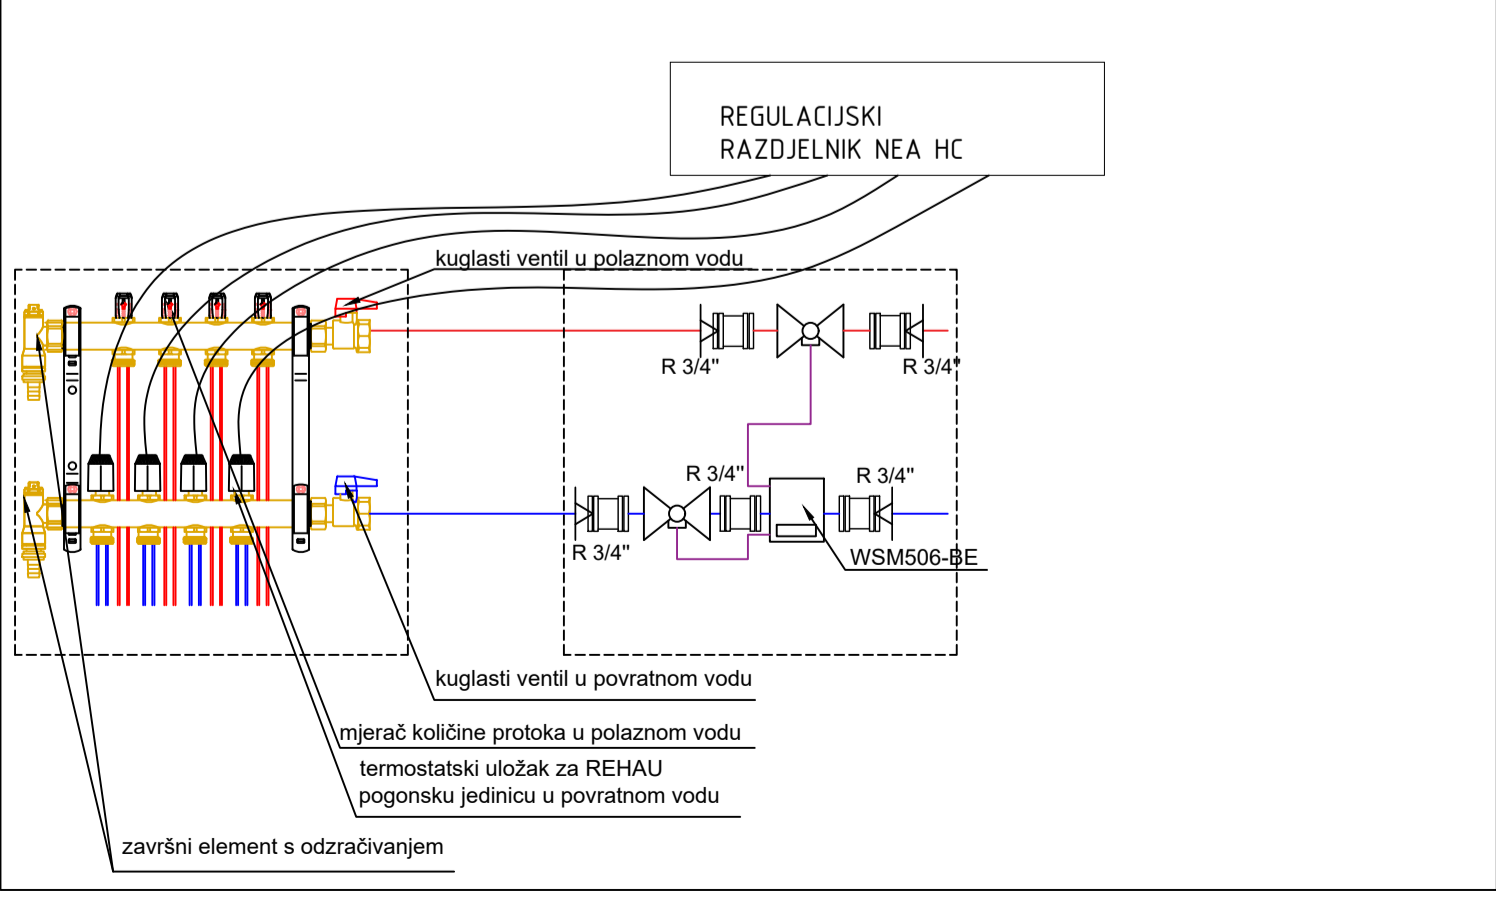 REGULACIJSKI
RAZDJELNIK NEA HC
kuglasti ventil u polaznom vodu
R 3/4"
R 3/4"
R 3/4"
R 3/4"
R 3/4"
WSM506-BE
kuglasti ventil u povratnom vodu
mjerač količine protoka u polaznom vodu
termostatski uložak za REHAU
pogonsku jedinicu u povratnom vodu
završni element s odzračivanjem